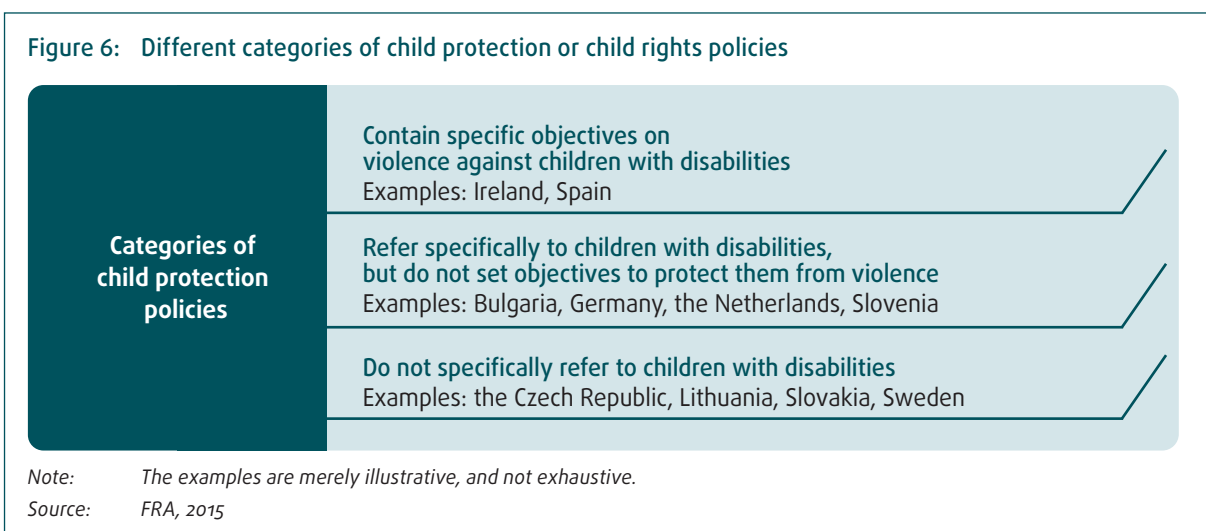 Figure 6: Different categories of child protection or child rights policies
Categories of
child protection
policies
Contain specific objectives on
violence against children with disabilities
Examples: Ireland, Spain
Refer specifically to children with disabilities,
but do not set objectives to protect them from violence
Examples: Bulgaria, Germany, the Netherlands, Slovenia
Do not specifically refer to children with disabilities
Examples: the Czech Republic, Lithuania, Slovakia, Sweden
Note: The examples are merely illustrative, and not exhaustive.
Source: FRA, 2015